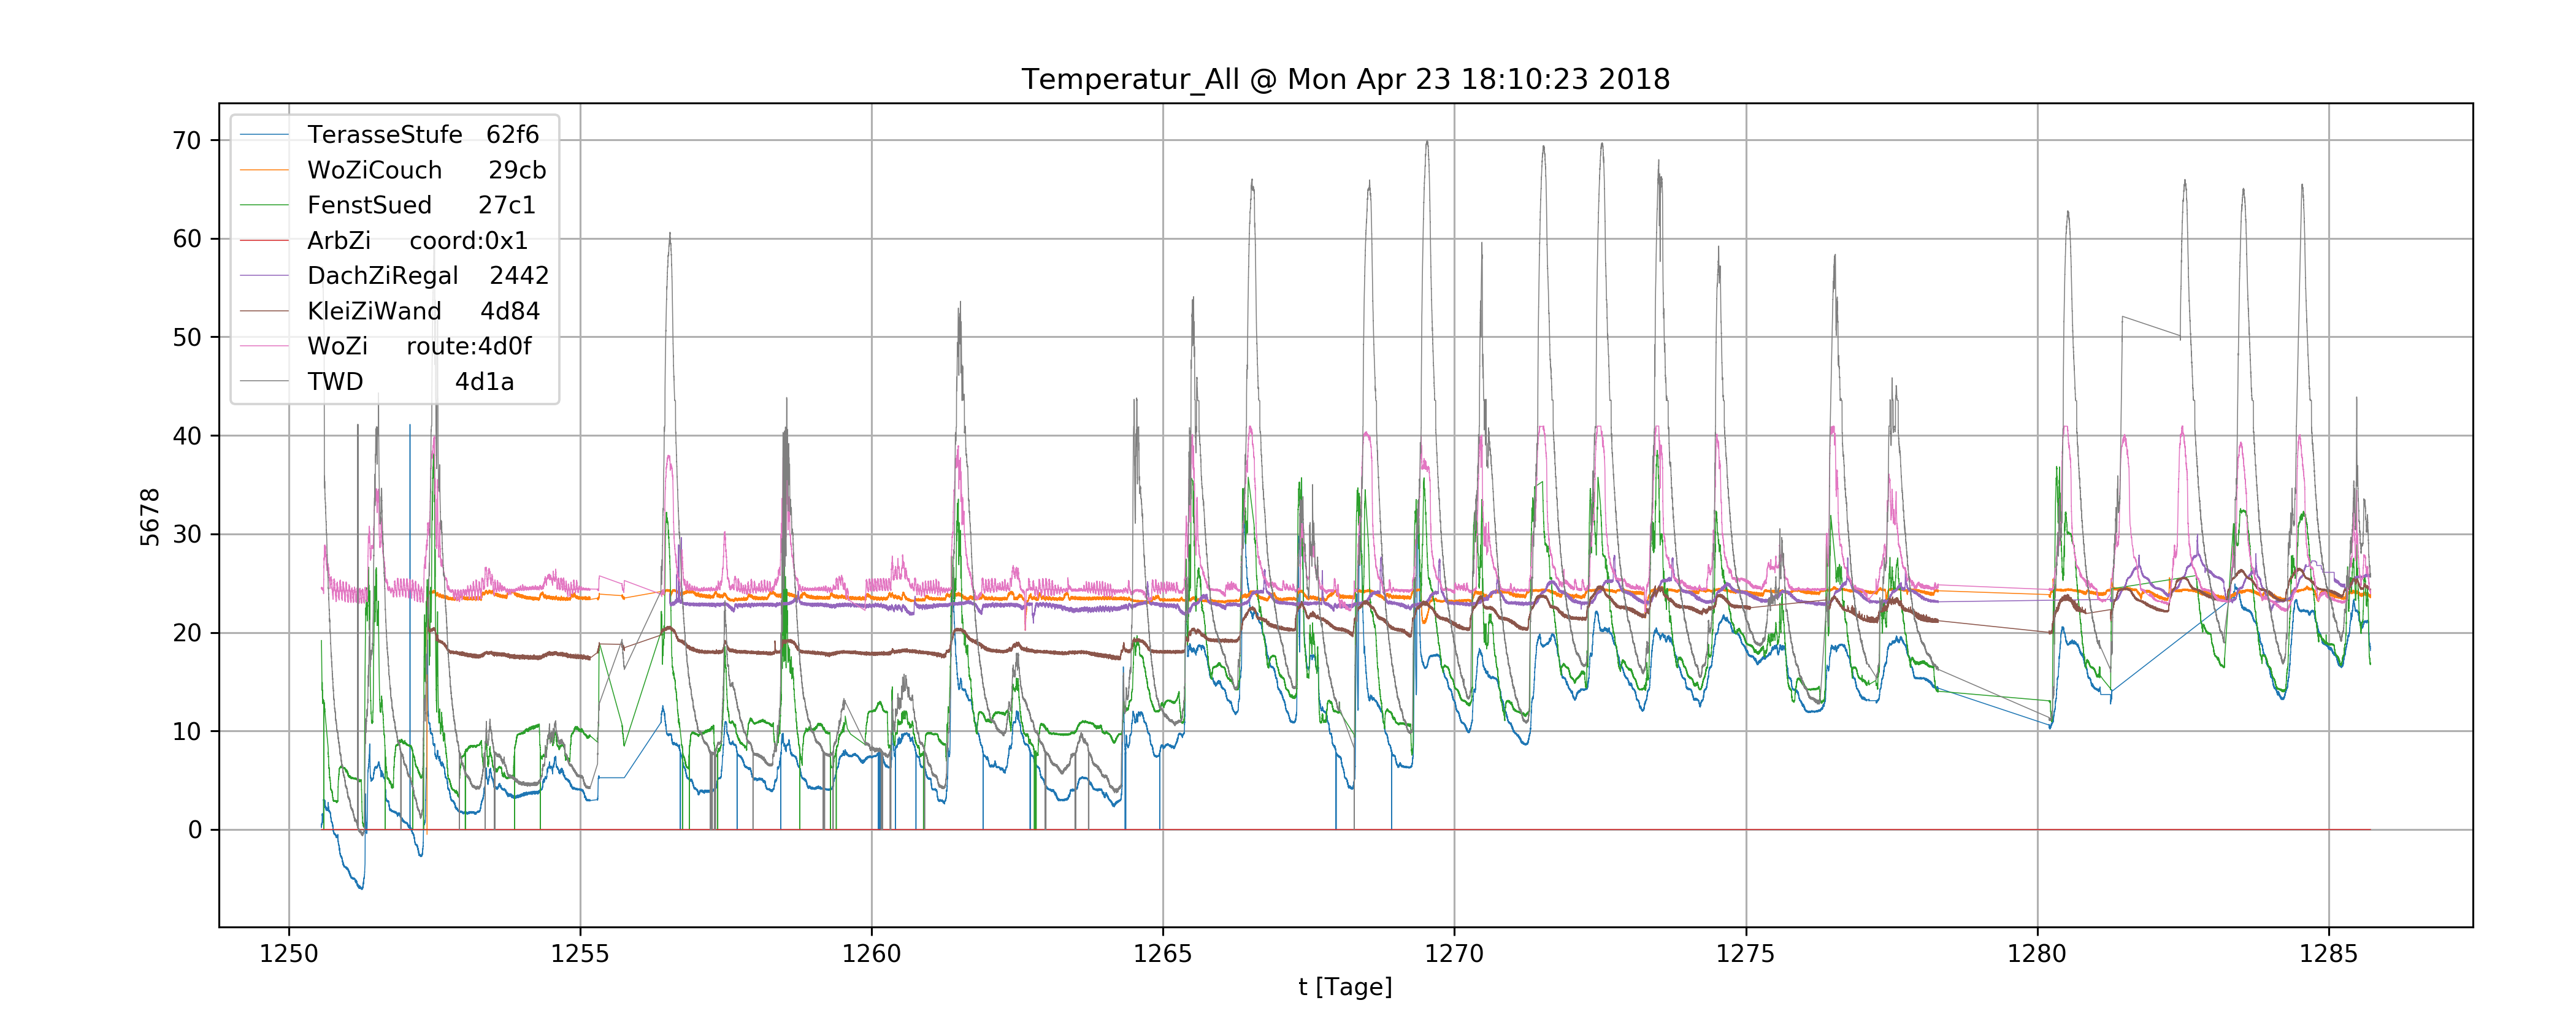 Temperatur_All @ Mon Apr 23 18:10:23 2018
TerasseStufe 62f6
WoZiCouch 29cb
FenstSued 27c1
ArbZi coord:0x1
DachZiRegal 2442
KleiZiWand 4d84
WoZi route:4d0f
TWD 4d1a
70
60
50
40
30
20
10
0
5678
1250 1255 1260 1265 1270 1275 1280 1285
t [Tage]